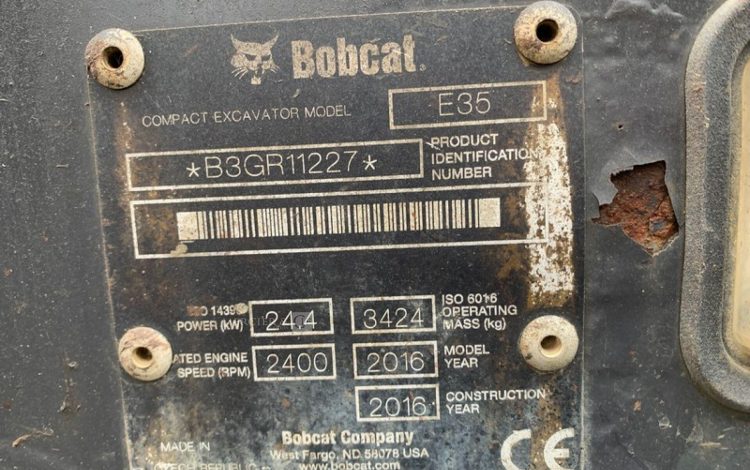 Bobcat.
COMPACT EXCAVATOR MODEL E35
*B3GR11227* PRODUCT IDENTIFICATION NUMBER
POWER (kW) 24.4 3424 ISO 6016 OPERATING MASS (kg)
ENGINE SPEED (RPM) 2400 2016 MODEL YEAR
2016 CONSTRUCTION YEAR
MADE IN
Bobcat Company
West Fargo, ND 58078 USA
www.bobcat.com
CE